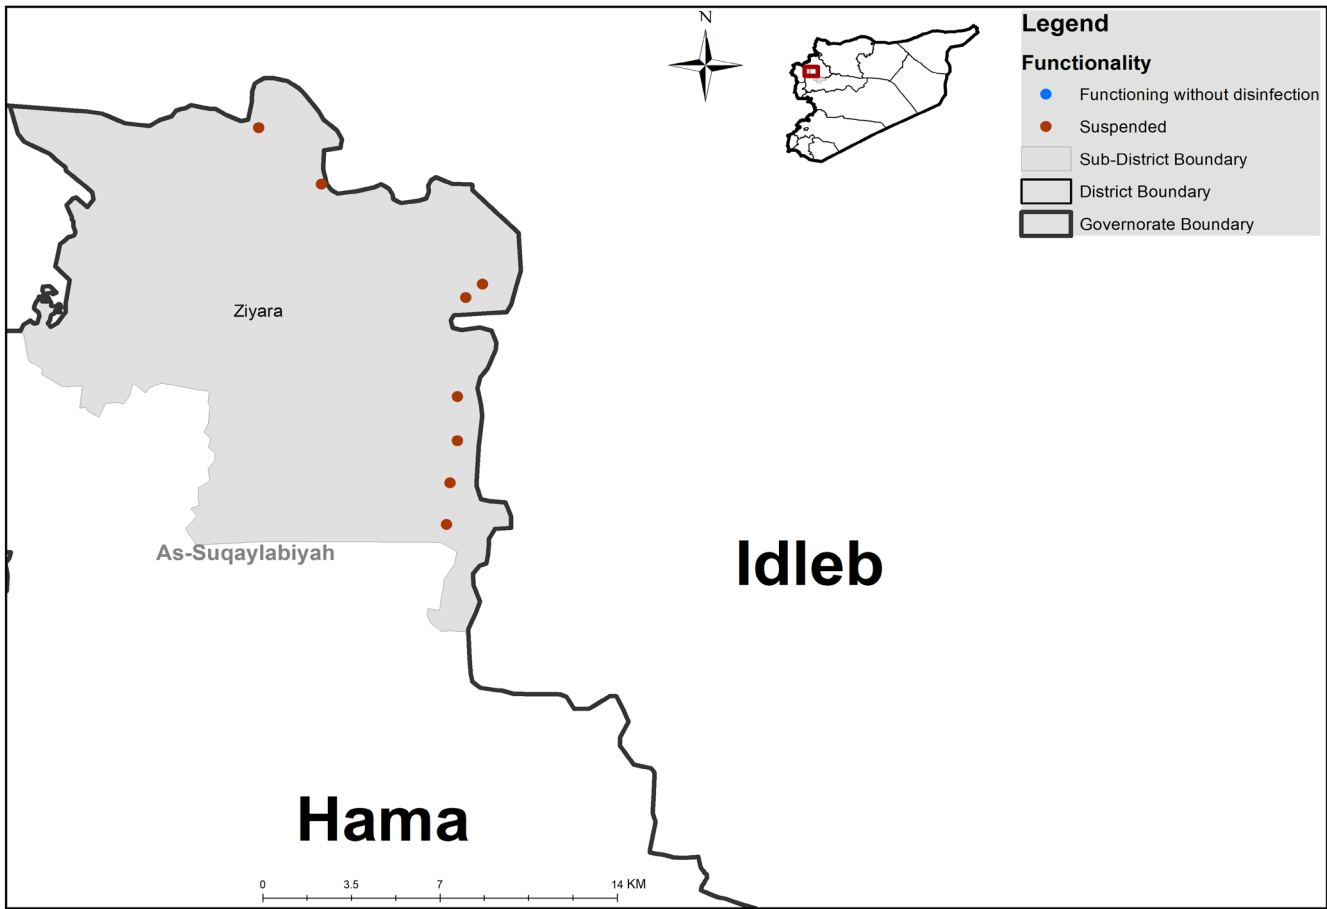 N
Legend
Functionality
Functioning without disinfection
Suspended
Sub-District Boundary
District Boundary
Governorate Boundary
Ziyara
As-Suqaylabiyah
Idleb
Hama
0 3.5 7 14 KM